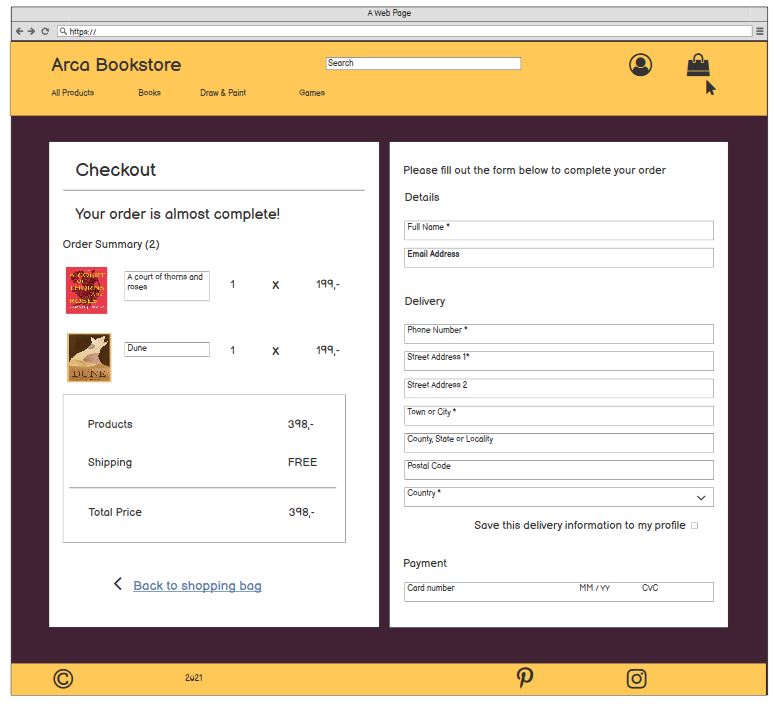 A Web Page
https://
Arca Bookstore
Search
All Products Books Draw & Paint Games
Checkout
Your order is almost complete!
Order Summary (2)
A COURT
OF
THORNS
AND
ROSES
A court of thorns and
roses
1 x 199,-
DUNE
Dune
1 x 199,-
Products 398,-
Shipping FREE
Total Price 398,-
Back to shopping bag
Please fill out the form below to complete your order
Details
Full Name *
Email Address
Delivery
Phone Number *
Street Address 1*
Street Address 2
Town or City *
County, State or Locality
Postal Code
Country *
Save this delivery information to my profile
Payment
Card number MM / YY CVC
© 2021